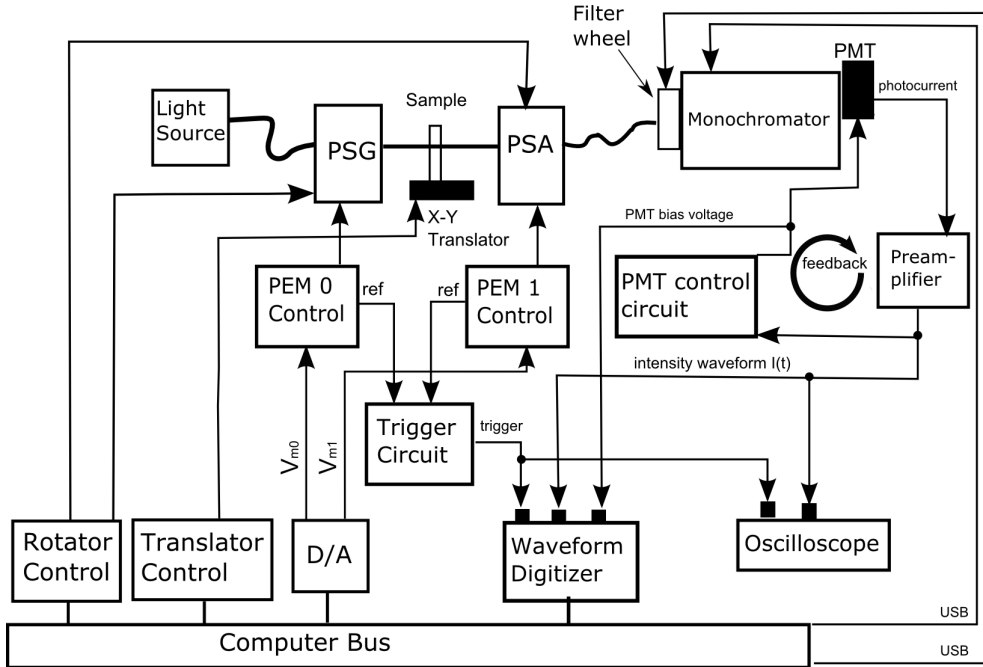 Filter
wheel
PMT
photocurrent
Light
Source
Sample
PSG
PSA
Monochromator
X-Y
Translator
PMT bias voltage
feedback
Pream-
plifier
PEM 0
Control
ref
ref
PEM 1
Control
PMT control
circuit
intensity waveform I(t)
Trigger
Circuit
trigger
Vm0
Vm1
Rotator
Control
Translator
Control
D/A
Waveform
Digitizer
Oscilloscope
USB
Computer Bus
USB